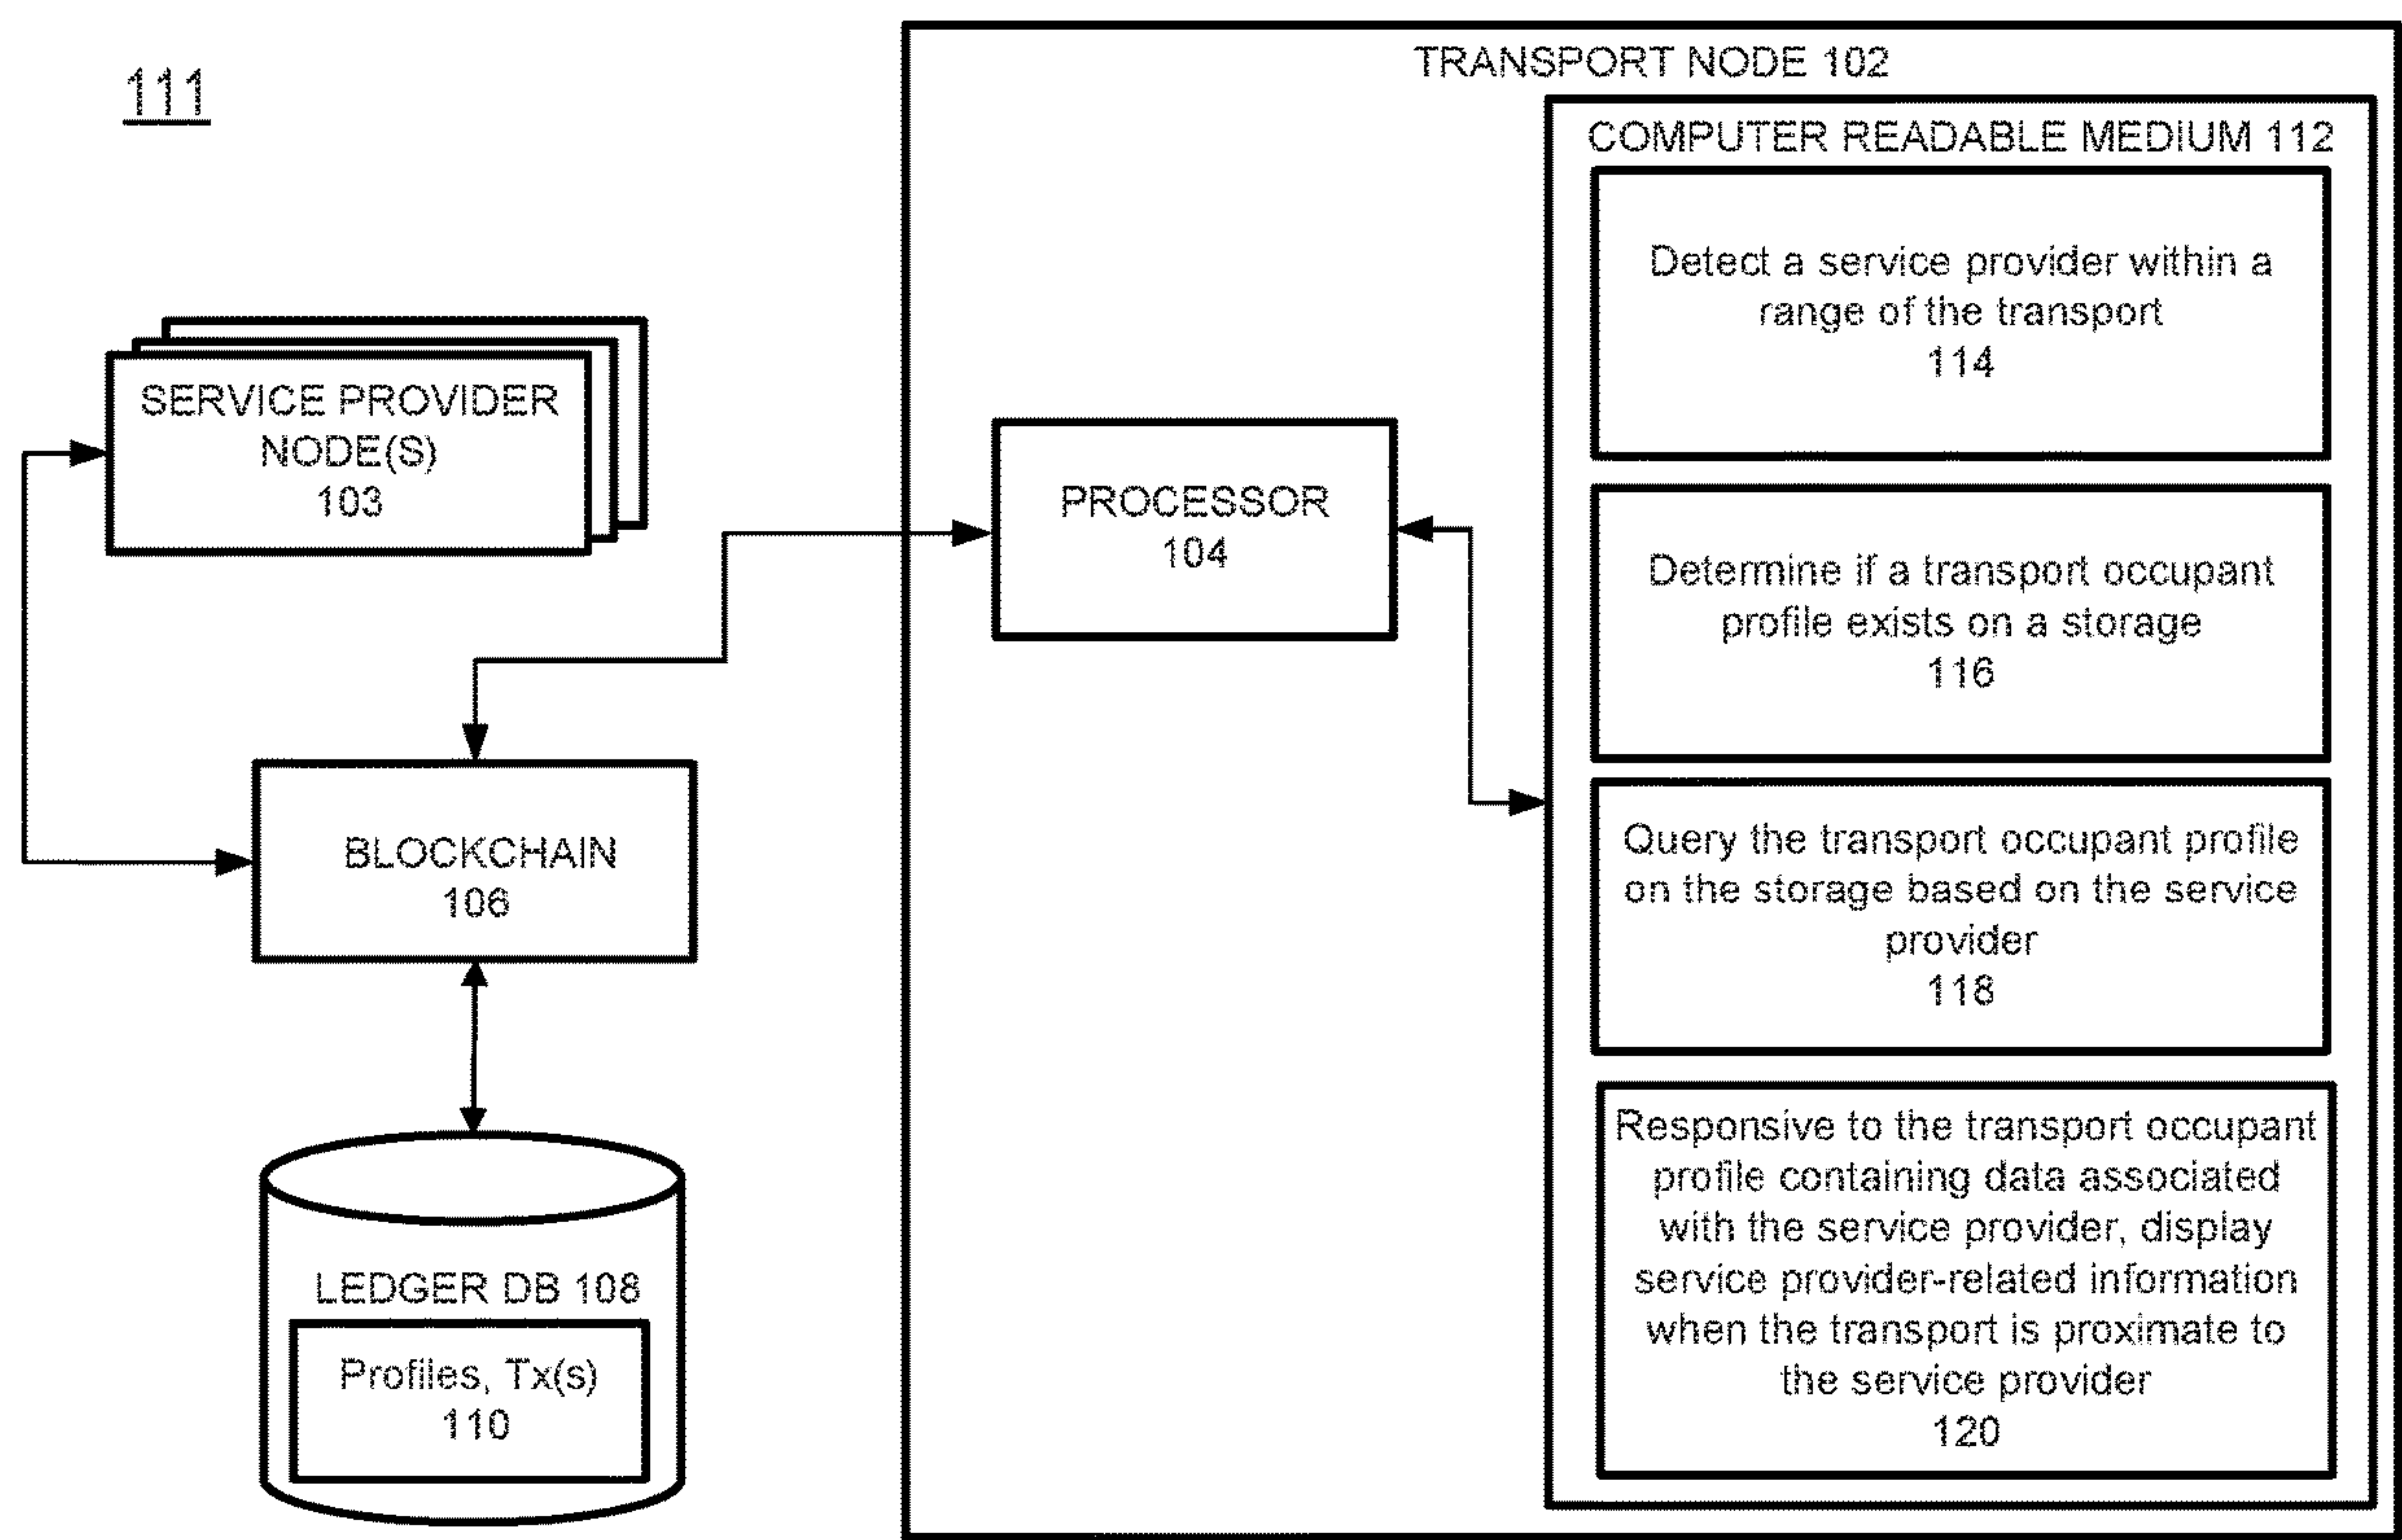 111
SERVICE PROVIDER
NODE(S)
103
BLOCKCHAIN
106
LEDGER DB 108
Profiles, Tx(s)
110
TRANSPORT NODE 102
PROCESSOR
104
COMPUTER READABLE MEDIUM 112
Detect a service provider within a
range of the transport
114
Determine if a transport occupant
profile exists on a storage
116
Query the transport occupant profile
on the storage based on the service
provider
118
Responsive to the transport occupant
profile containing data associated
with the service provider, display
service provider-related information
when the transport is proximate to
the service provider
120